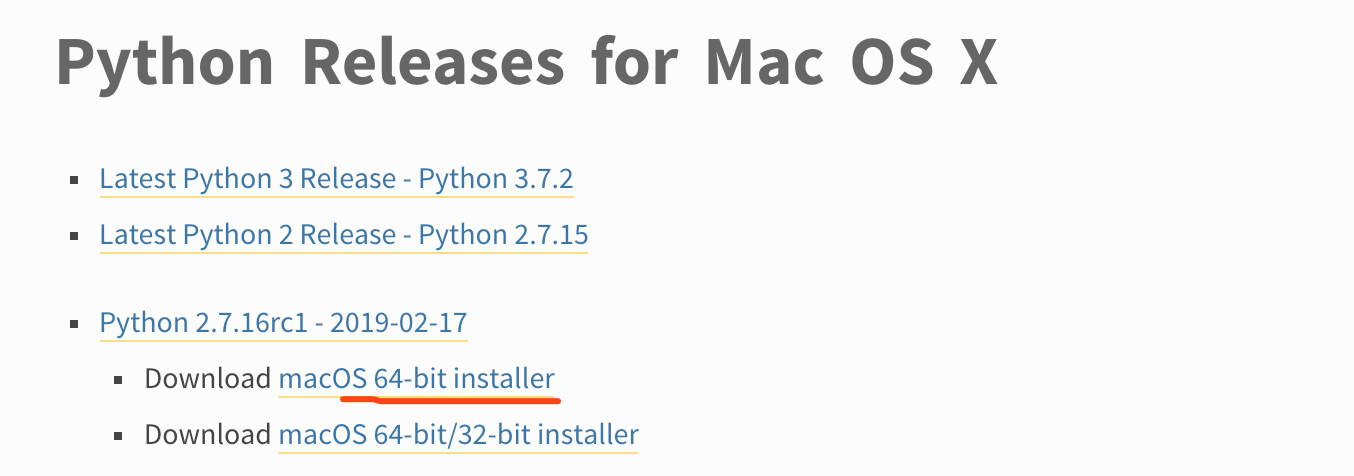 Python Releases for Mac OS X
Latest Python 3 Release - Python 3.7.2
Latest Python 2 Release - Python 2.7.15
Python 2.7.16rc1 - 2019-02-17
Download macOS 64-bit installer
Download macOS 64-bit/32-bit installer